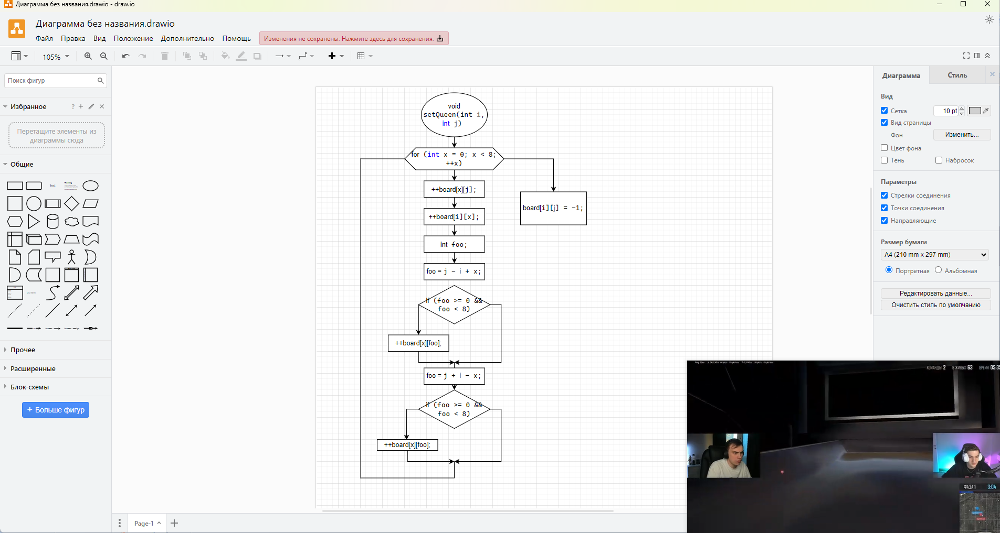 Диаграмма без названия.drawio - draw.io
Диаграмма без названия.drawio
Файл Правка Вид Положение Дополнительно Помощь
Изменения не сохранены. Нажмите здесь для сохранения.
105%
Поиск фигур
Избранное
?
Перетащите элементы из
диаграммы сюда
Общие
Text
Heading
List Item
Прочее
Расширенные
Блок-схемы
+ Больше фигур
void
setQueen(int i,
int j)
for (int x = 0; x < 8;
++x)
++board[x][j];
++board[i][x];
int foo;
foo = j - i + x;
if (foo >= 0 &&
foo < 8)
++board[x][foo];
foo = j + i - x;
if (foo >= 0 &&
foo < 8)
++board[x][foo];
board[i][j] = -1;
Page-1
Диаграмма
Стиль
Вид
Сетка
10 pt
Вид страницы
Фон
Изменить...
Цвет фона
Тень
Набросок
Параметры
Стрелки соединения
Точки соединения
Направляющие
Размер бумаги
A4 (210 mm x 297 mm)
Портретная
Альбомная
Редактировать данные...
Очистить стиль по умолчанию
КОМАНДЫ 2 В ЖИВЫХ 63 ВРЕМЯ 05:35
ФАЗА 1 3:04